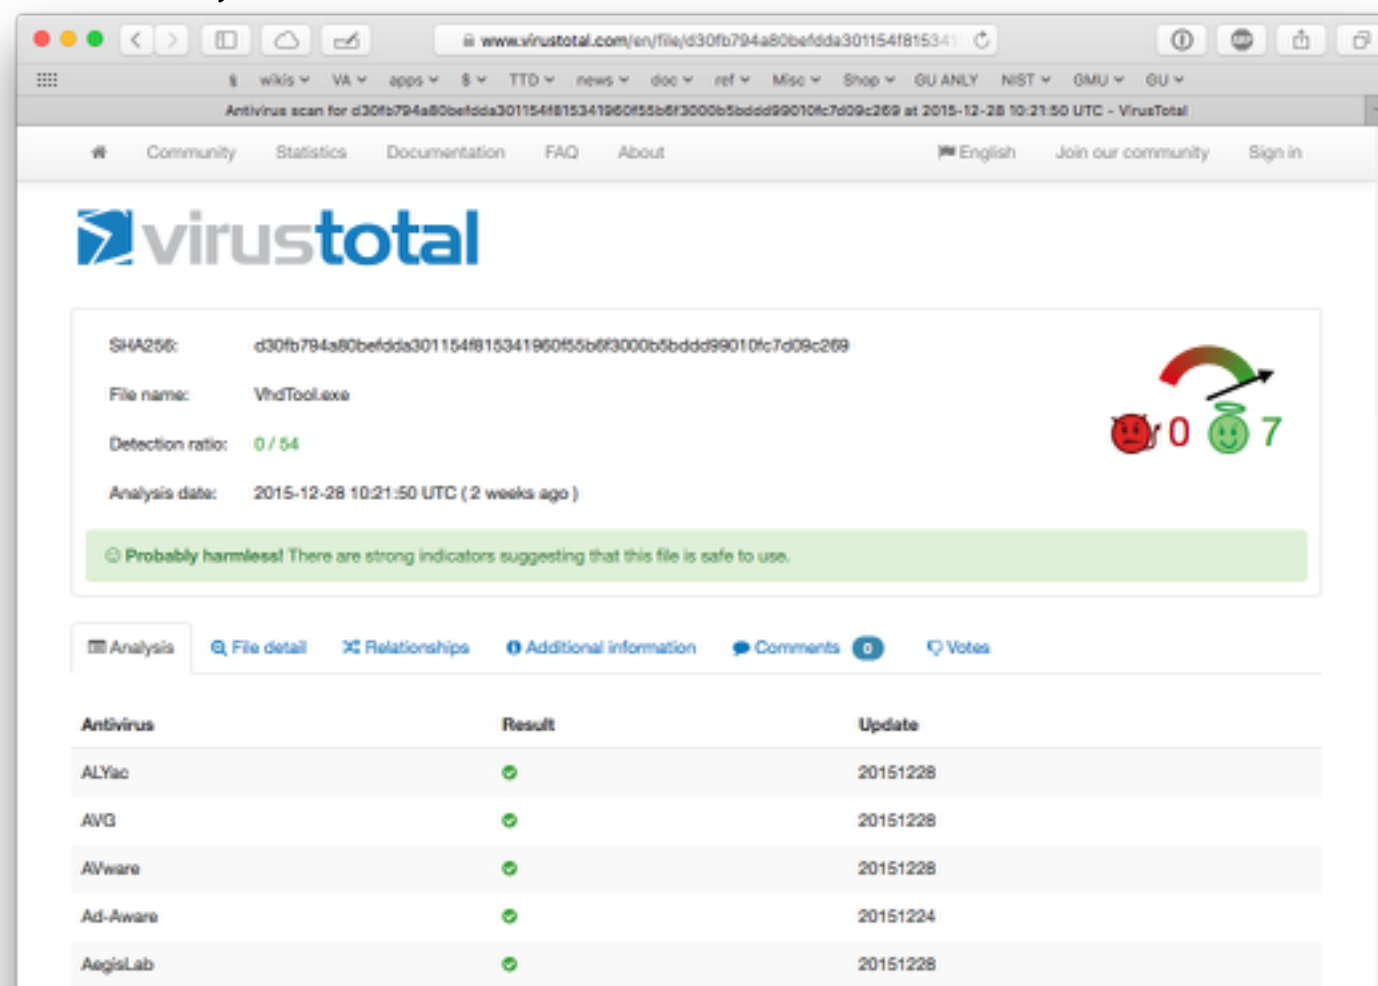 www.virustotal.com/en/file/d30fb794a80befdda301154f815341
$ wikis VA apps $ TTD news doc ref Misc Shop GU ANLY NIST GMU GU
Antivirus scan for d30fb794a80befdda301154f815341960f55b6f3000b5bddd99010fc7d09c269 at 2015-12-28 10:21:50 UTC - VirusTotal
Community Statistics Documentation FAQ About English Join our community Sign in
virustotal
SHA256: d30fb794a80befdda301154f815341960f55b6f3000b5bddd99010fc7d09c269
File name: VhdTool.exe
Detection ratio: 0 / 54
0 7
Analysis date: 2015-12-28 10:21:50 UTC ( 2 weeks ago )
Probably harmless! There are strong indicators suggesting that this file is safe to use.
Analysis File detail Relationships Additional information Comments 0 Votes
Antivirus Result Update
ALYac 20151228
AVG 20151228
AVware 20151228
Ad-Aware 20151224
AegisLab 20151228